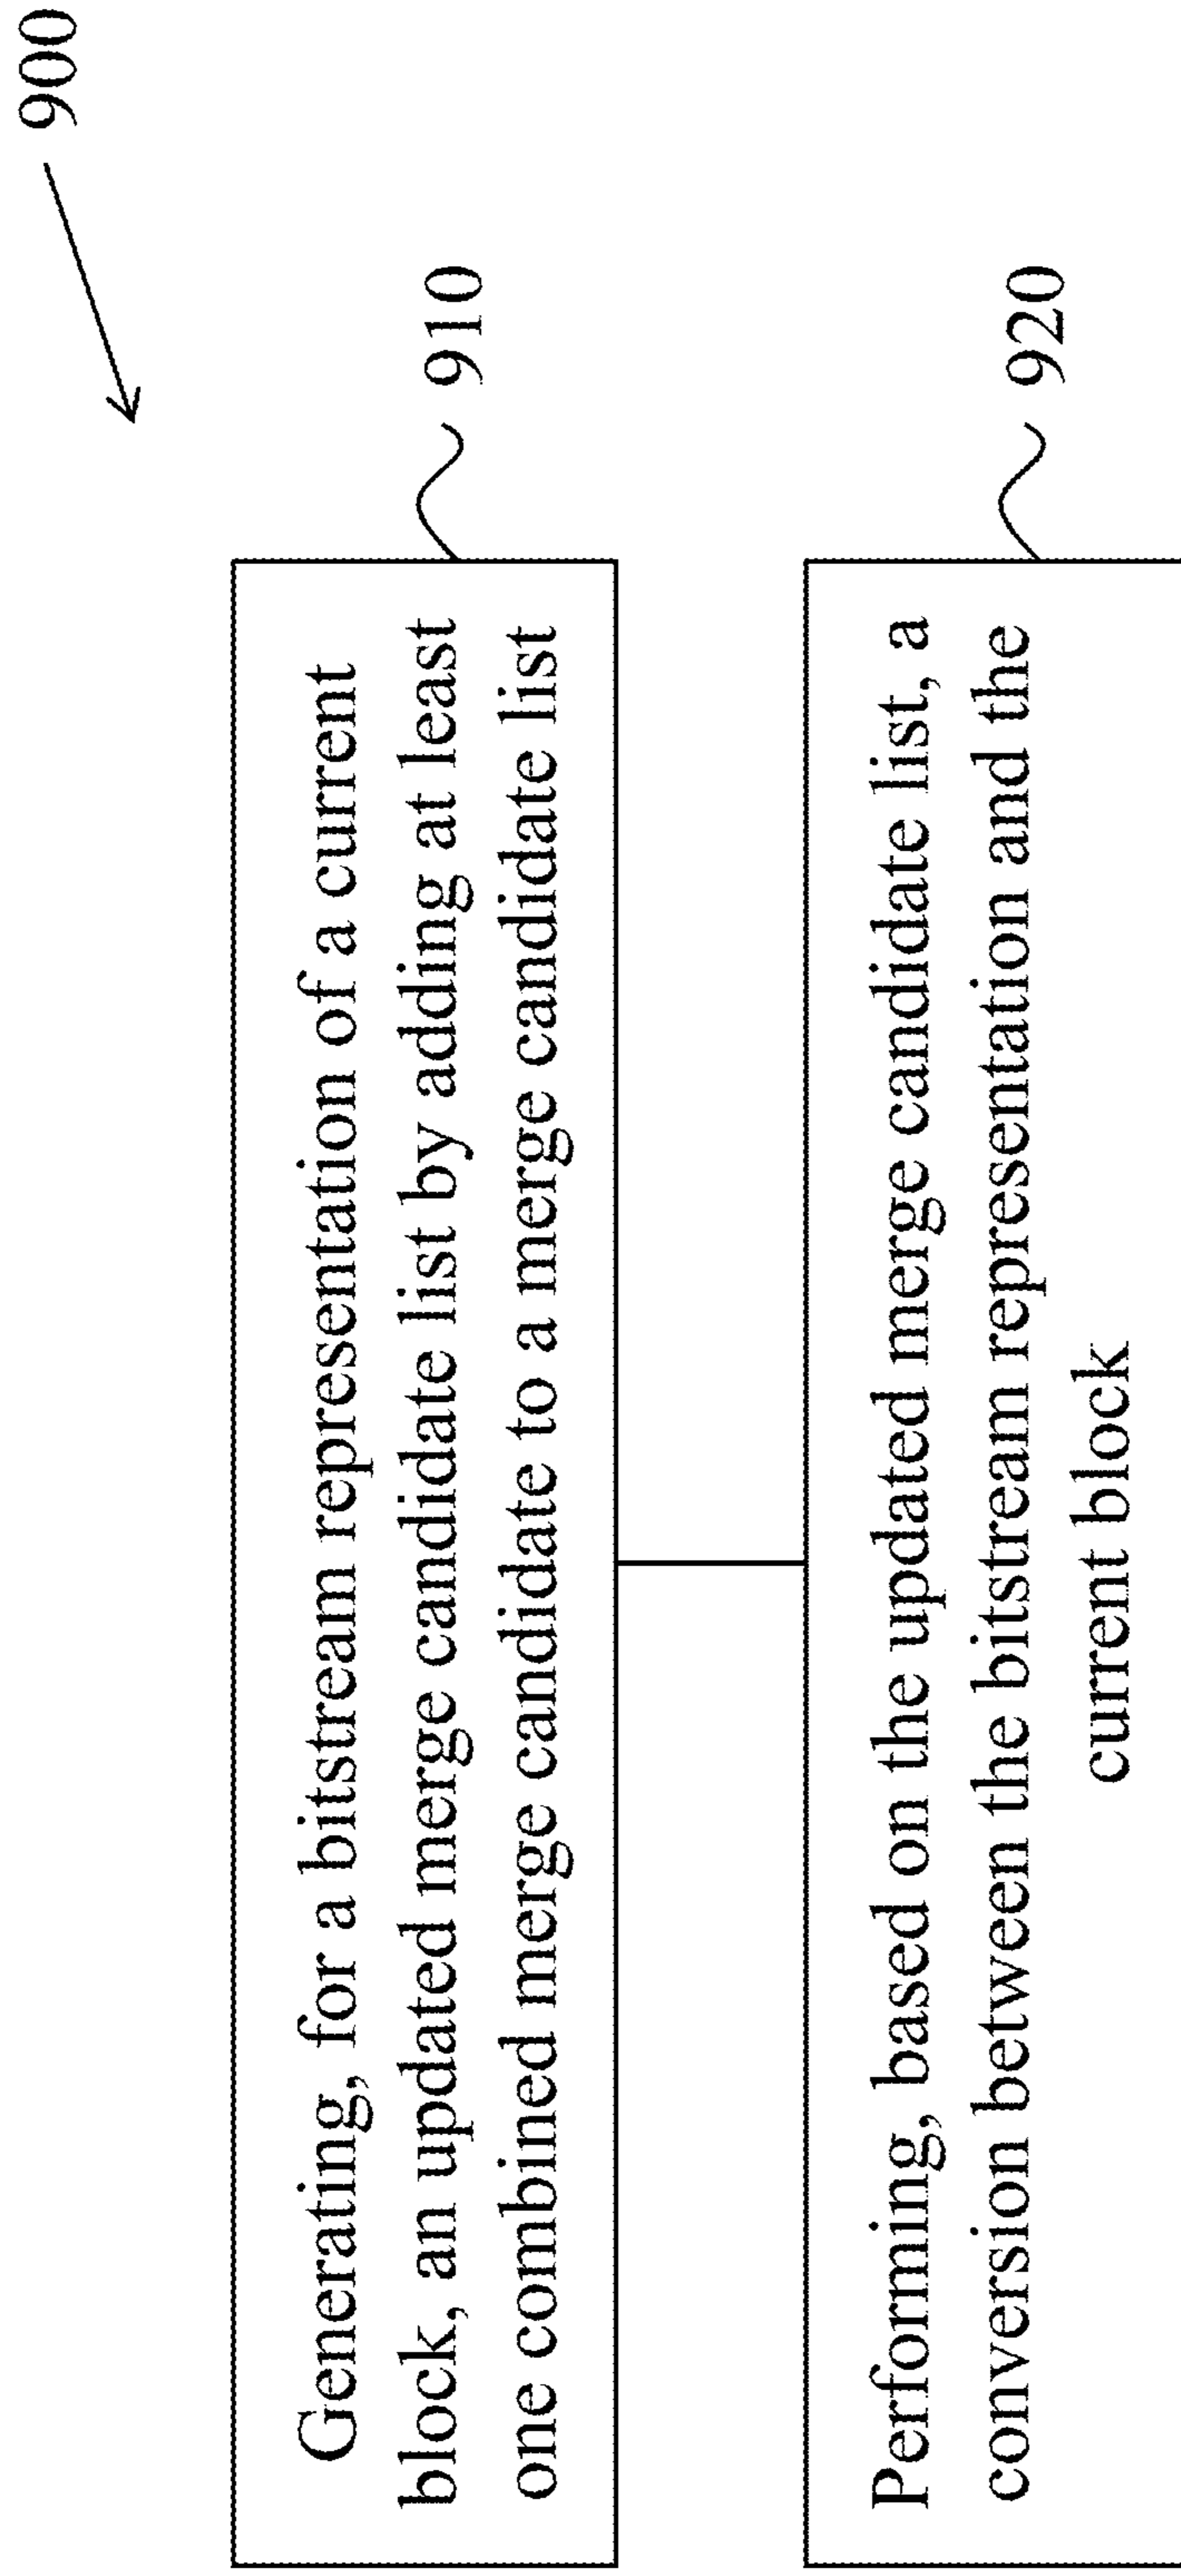 900
Generating, for a bitstream representation of a current
block, an updated merge candidate list by adding at least
one combined merge candidate to a merge candidate list
910
Performing, based on the updated merge candidate list, a
conversion between the bitstream representation and the
current block
920